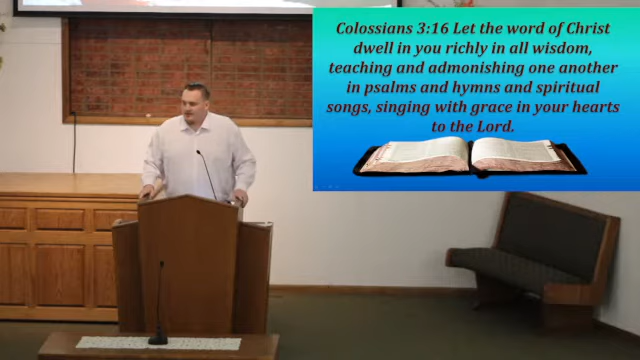 Colossians 3:16 Let the word of Christ
dwell in you richly in all wisdom,
teaching and admonishing one another
in psalms and hymns and spiritual
songs, singing with grace in your hearts
to the Lord.